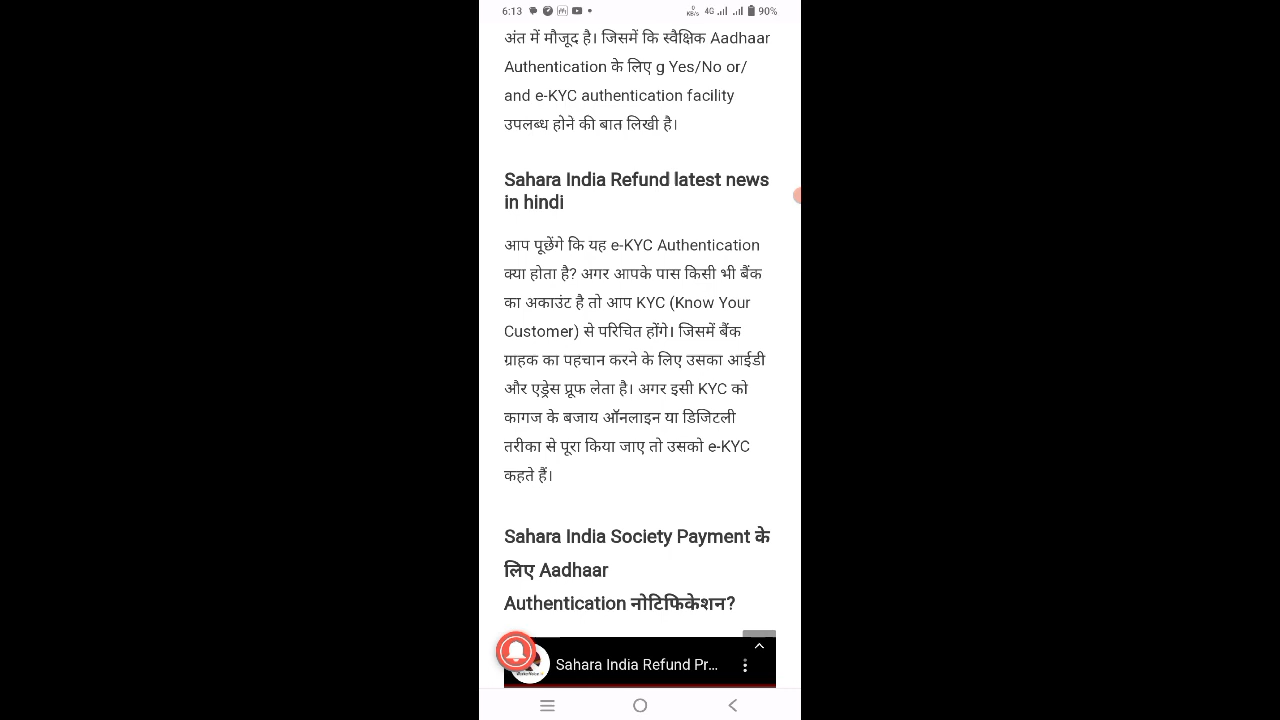 6:13
0 KB/s 4G 90%
अंत में मौजूद है। जिसमें कि स्वैक्षिक Aadhaar
Authentication के लिए g Yes/No or/
and e-KYC authentication facility
उपलब्ध होने की बात लिखी है।
Sahara India Refund latest news
in hindi
आप पूछेंगे कि यह e-KYC Authentication
क्या होता है? अगर आपके पास किसी भी बैंक
का अकाउंट है तो आप KYC (Know Your
Customer) से परिचित होंगे। जिसमें बैंक
ग्राहक का पहचान करने के लिए उसका आईडी
और एड्रेस प्रूफ लेता है। अगर इसी KYC को
कागज के बजाय ऑनलाइन या डिजिटली
तरीका से पूरा किया जाए तो उसको e-KYC
कहते हैं।
Sahara India Society Payment के
लिए Aadhaar
Authentication नोटिफिकेशन?
Sahara India Refund Pr...